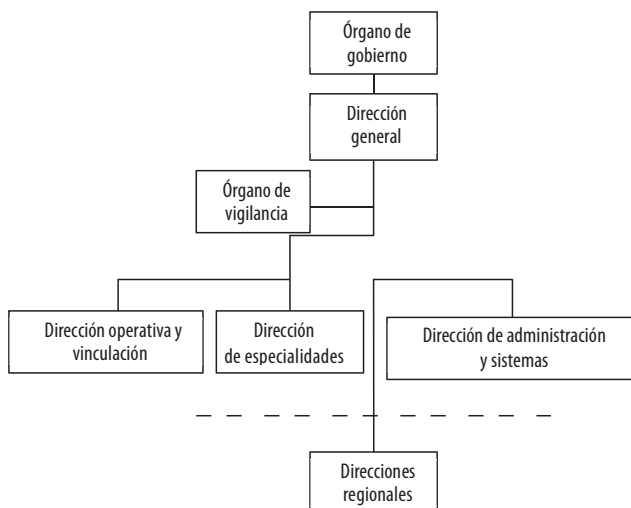 Órgano de
gobierno
Dirección
general
Órgano de
vigilancia
Dirección operativa y
vinculación
Dirección
de especialidades
Dirección de administración
y sistemas
Direcciones
regionales